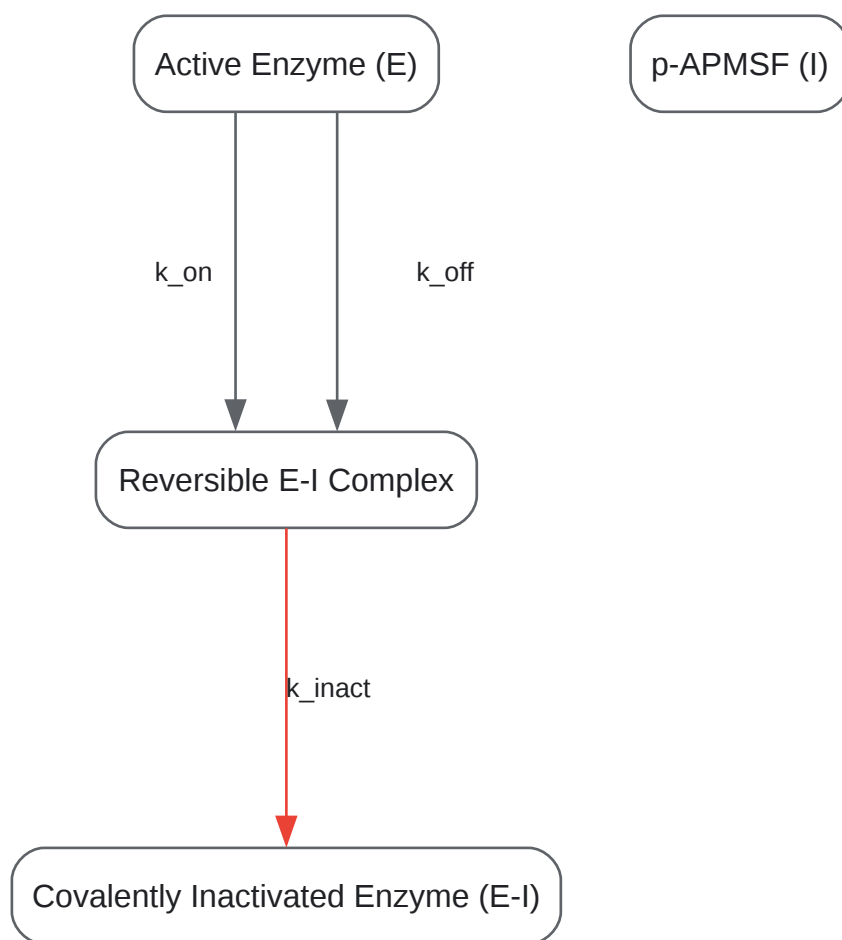 Active Enzyme (E)
p-APMSF (I)
k_on
k_off
Reversible E-I Complex
k_inact
Covalently Inactivated Enzyme (E-I)